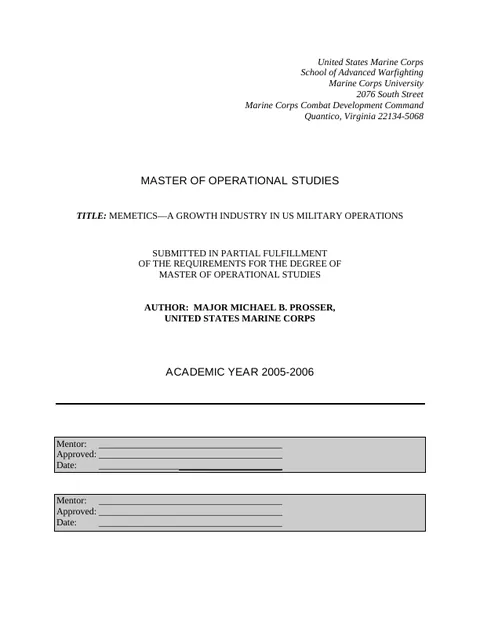 United States Marine Corps
School of Advanced Warfighting
Marine Corps University
2076 South Street
Marine Corps Combat Development Command
Quantico, Virginia 22134-5068
MASTER OF OPERATIONAL STUDIES
TITLE: MEMETICS—A GROWTH INDUSTRY IN US MILITARY OPERATIONS
SUBMITTED IN PARTIAL FULFILLMENT
OF THE REQUIREMENTS FOR THE DEGREE OF
MASTER OF OPERATIONAL STUDIES
AUTHOR: MAJOR MICHAEL B. PROSSER,
UNITED STATES MARINE CORPS
ACADEMIC YEAR 2005-2006
Mentor:
Approved:
Date:
Mentor:
Approved:
Date: